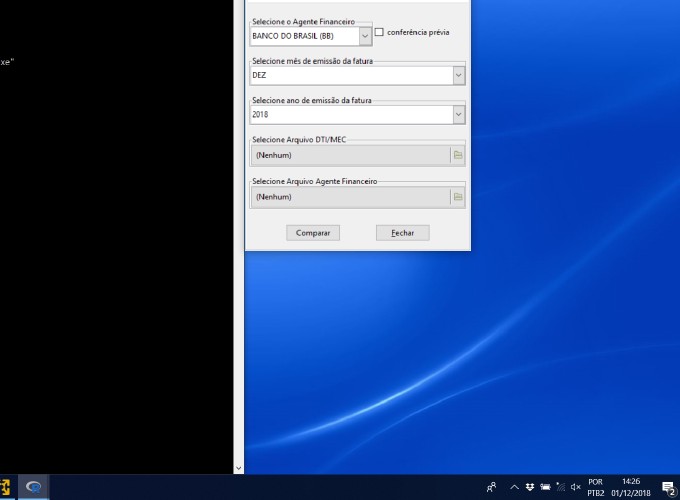 Selecione o Agente Financeiro
BANCO DO BRASIL (BB)
conferência prévia
xe"
Selecione mês de emissão da fatura
DEZ
Selecione ano de emissão da fatura
2018
Selecione Arquivo DTI/MEC
(Nenhum)
Selecione Arquivo Agente Financeiro
(Nenhum)
Comparar
Fechar
POR
PTB2
14:26
01/12/2018
2